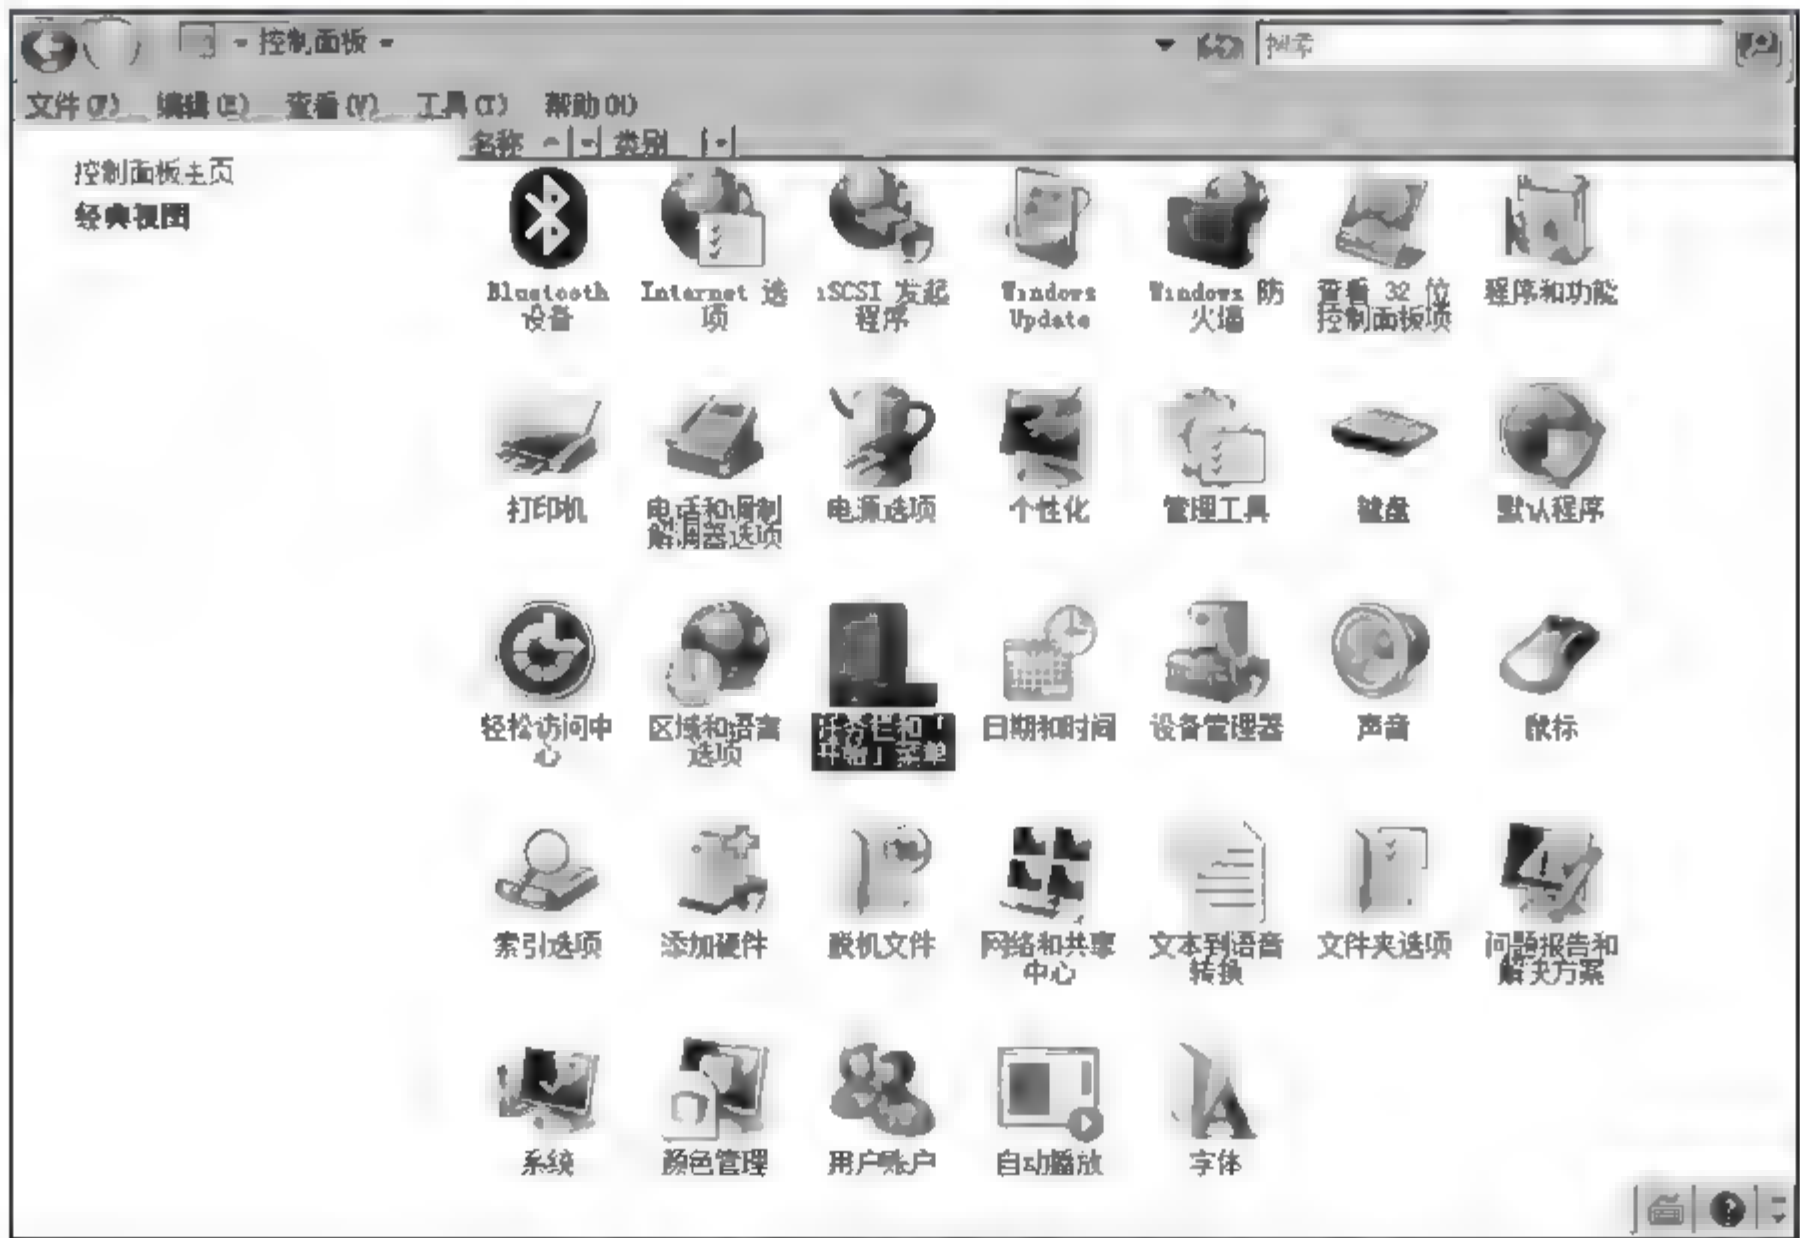 控制面板
搜索
文件(F) 编辑(E) 查看(V) 工具(T) 帮助(H)
名称 类别
控制面板主页
经典视图
Bluetooth
设备
Internet 选
项
iSCSI 发起
程序
Windows
Update
Windows 防
火墙
查看 32 位
控制面板项
程序和功能
打印机
电话和调制
解调器选项
电源选项
个性化
管理工具
键盘
默认程序
轻松访问中
心
区域和语言
选项
任务栏和「
开始」菜单
日期和时间
设备管理器
声音
鼠标
索引选项
添加硬件
脱机文件
网络和共享
中心
文本到语音
转换
文件夹选项
问题报告和
解决方案
系统
颜色管理
用户账户
自动播放
字体